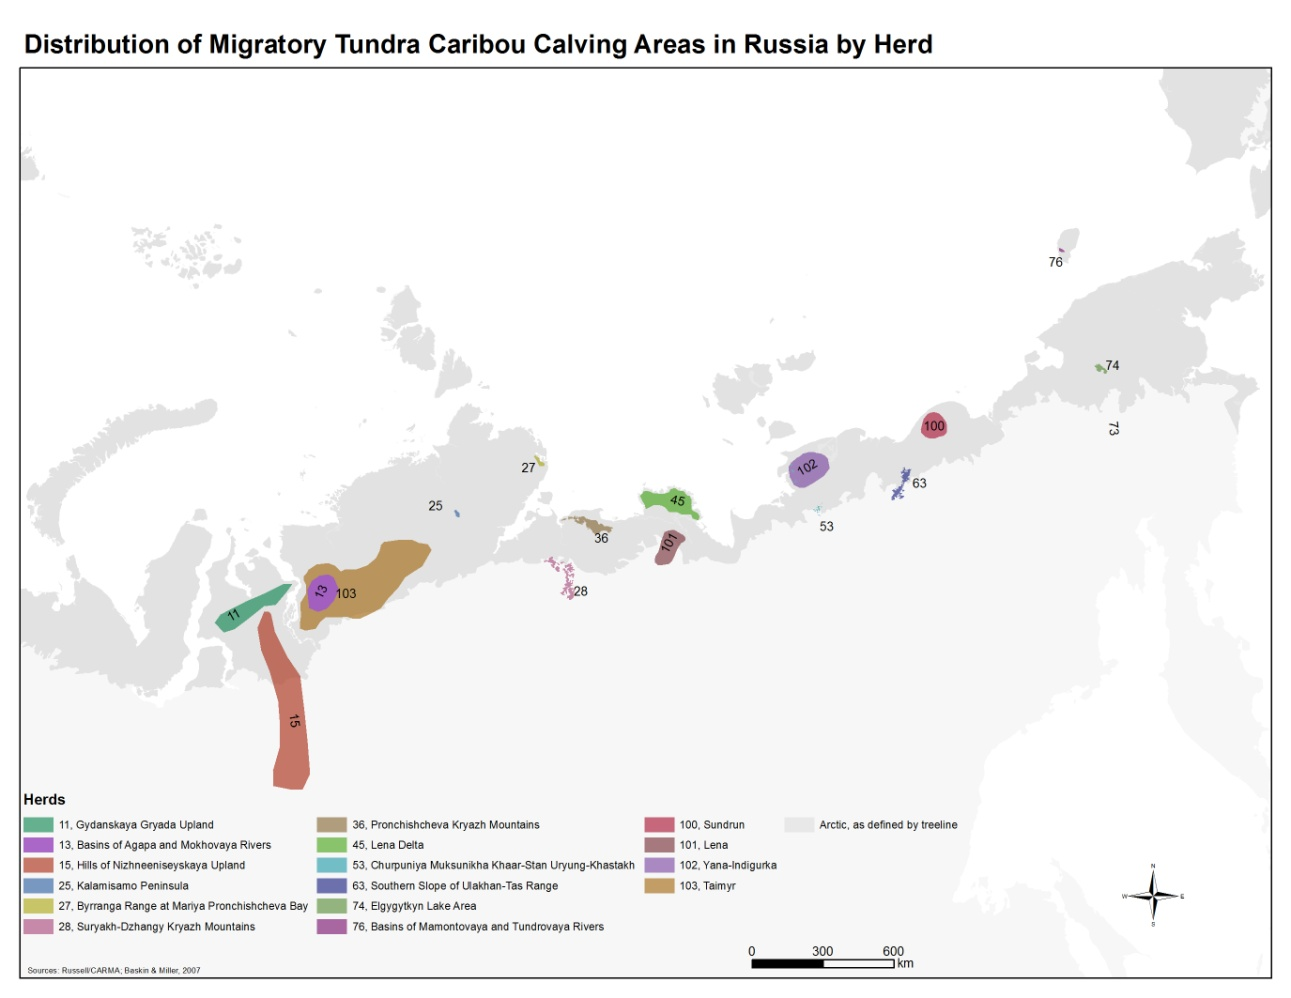 Distribution of Migratory Tundra Caribou Calving Areas in Russia by Herd
76
74
73
100
102
63
53
27
25
45
36
101
28
13
103
11
15
Herds
11, Gydanskaya Gryada Upland
13, Basins of Agapa and Mokhovaya Rivers
15, Hills of Nizhneeniseyskaya Upland
25, Kalamisamo Peninsula
27, Byrranga Range at Mariya Pronchishcheva Bay
28, Suryakh-Dzhangy Kryazh Mountains
36, Pronchishcheva Kryazh Mountains
45, Lena Delta
53, Churpuniya Muksunikha Khaar-Stan Uryung-Khastakh
63, Southern Slope of Ulakhan-Tas Range
74, Elgygytkyn Lake Area
76, Basins of Mamontovaya and Tundrovaya Rivers
100, Sundrun
101, Lena
102, Yana-Indigurka
103, Taimyr
Arctic, as defined by treeline
N
W E
S
0 300 600
km
Sources: Russell/CARMA; Baskin & Miller, 2007